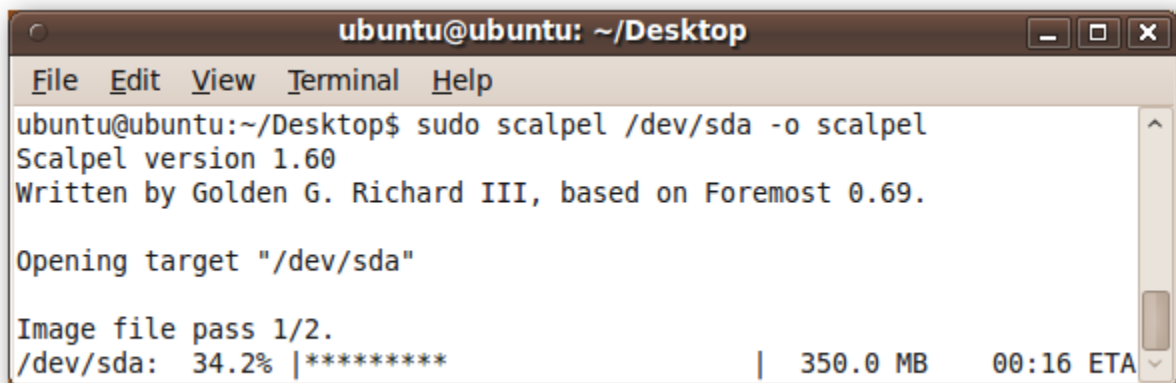 ubuntu@ubuntu: ~/Desktop
File Edit View Terminal Help
ubuntu@ubuntu:~/Desktop$ sudo scalpel /dev/sda -o scalpel
Scalpel version 1.60
Written by Golden G. Richard III, based on Foremost 0.69.
Opening target "/dev/sda"
Image file pass 1/2.
/dev/sda:  34.2% |*********                    |  350.0 MB    00:16 ETA